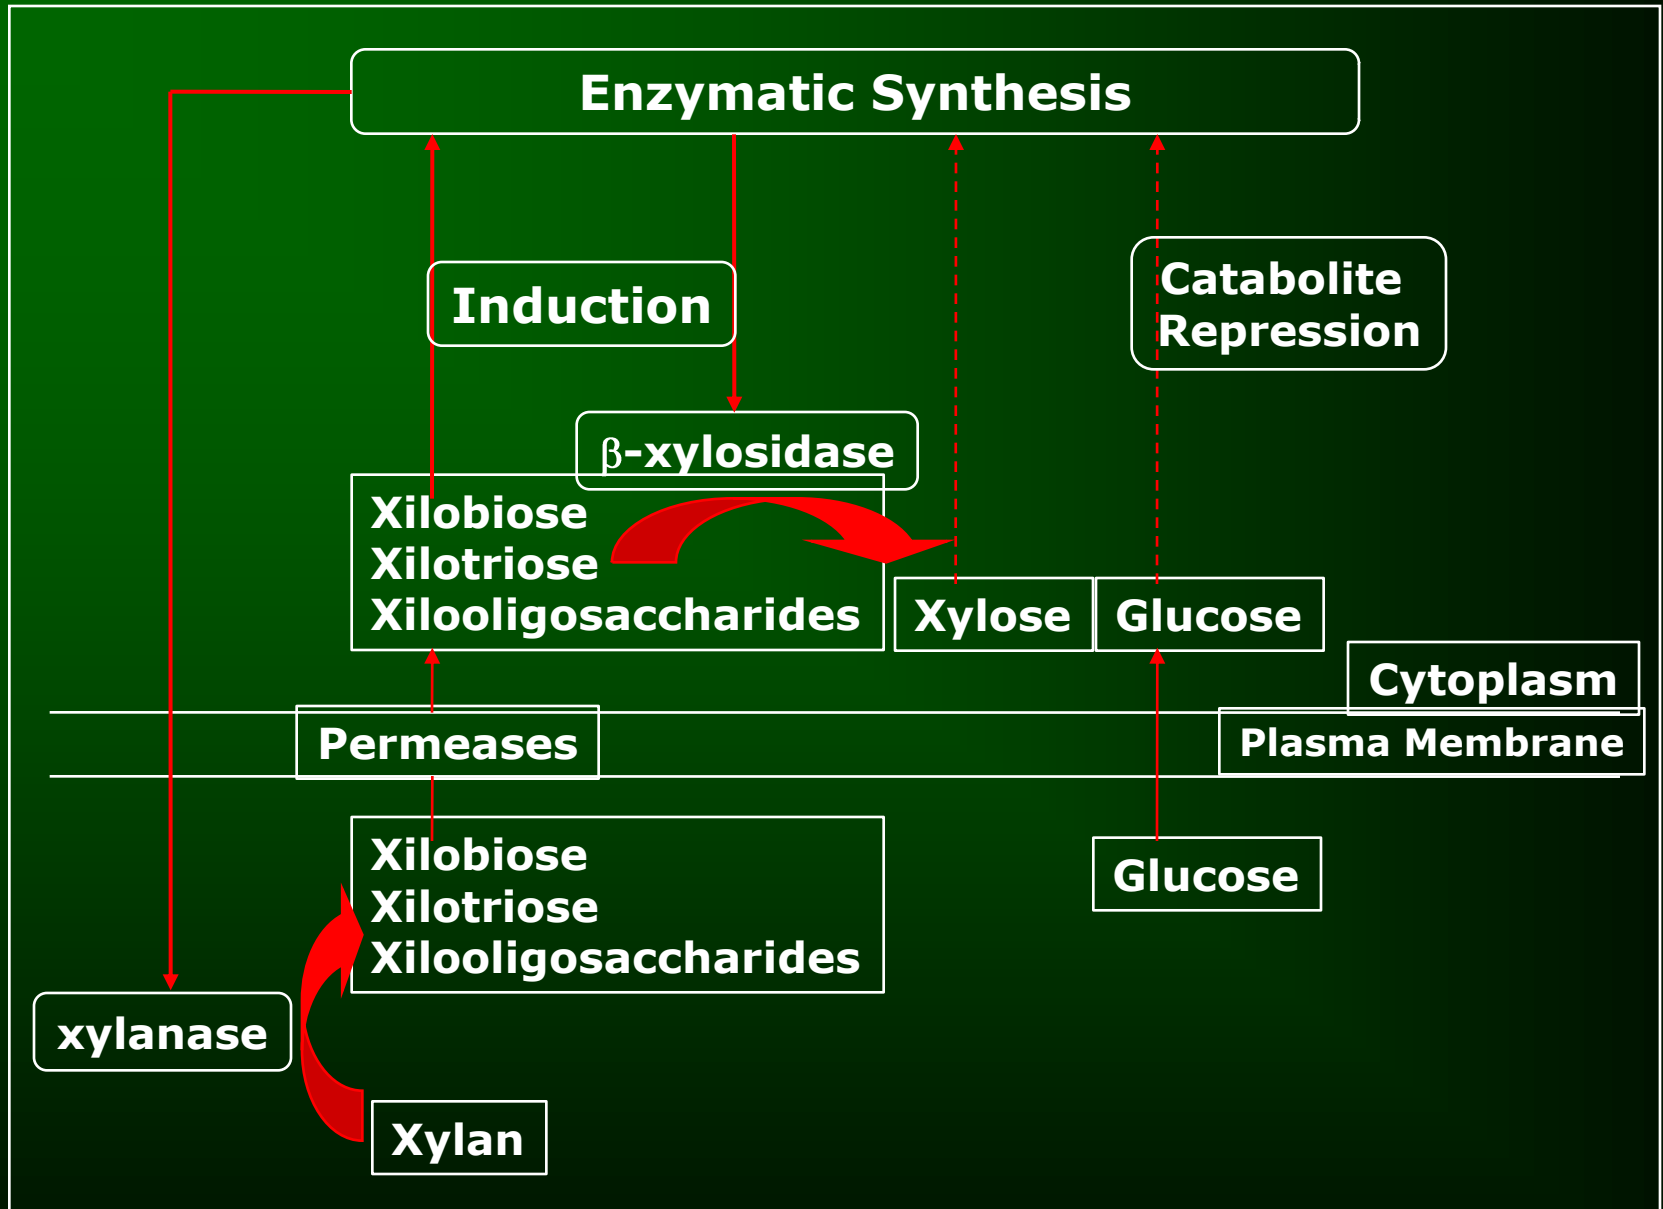 Enzymatic Synthesis
Induction
Catabolite
Repression
β-xylosidase
Xilobiose
Xilotriose
Xilooligosaccharides
Xylose
Glucose
Cytoplasm
Permeases
Plasma Membrane
Xilobiose
Xilotriose
Xilooligosaccharides
Glucose
xylanase
Xylan